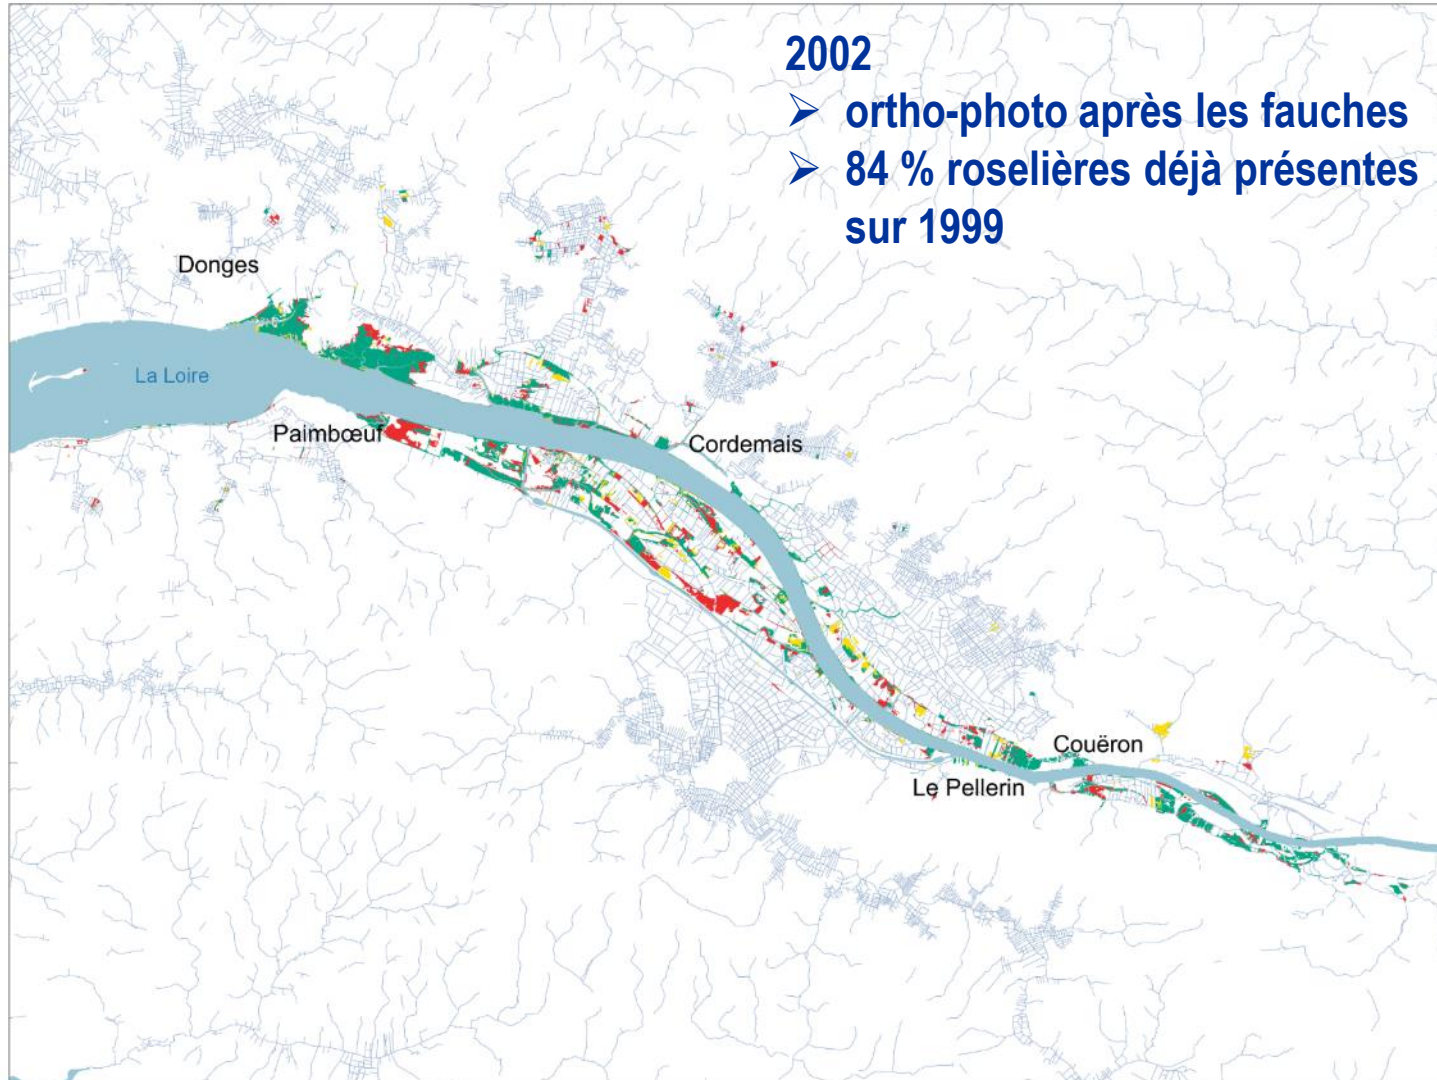 2002
➢ ortho-photo après les fauches
➢ 84 % roselières déjà présentes
sur 1999
Donges
La Loire
Paimbœuf
Cordemais
Couëron
Le Pellerin